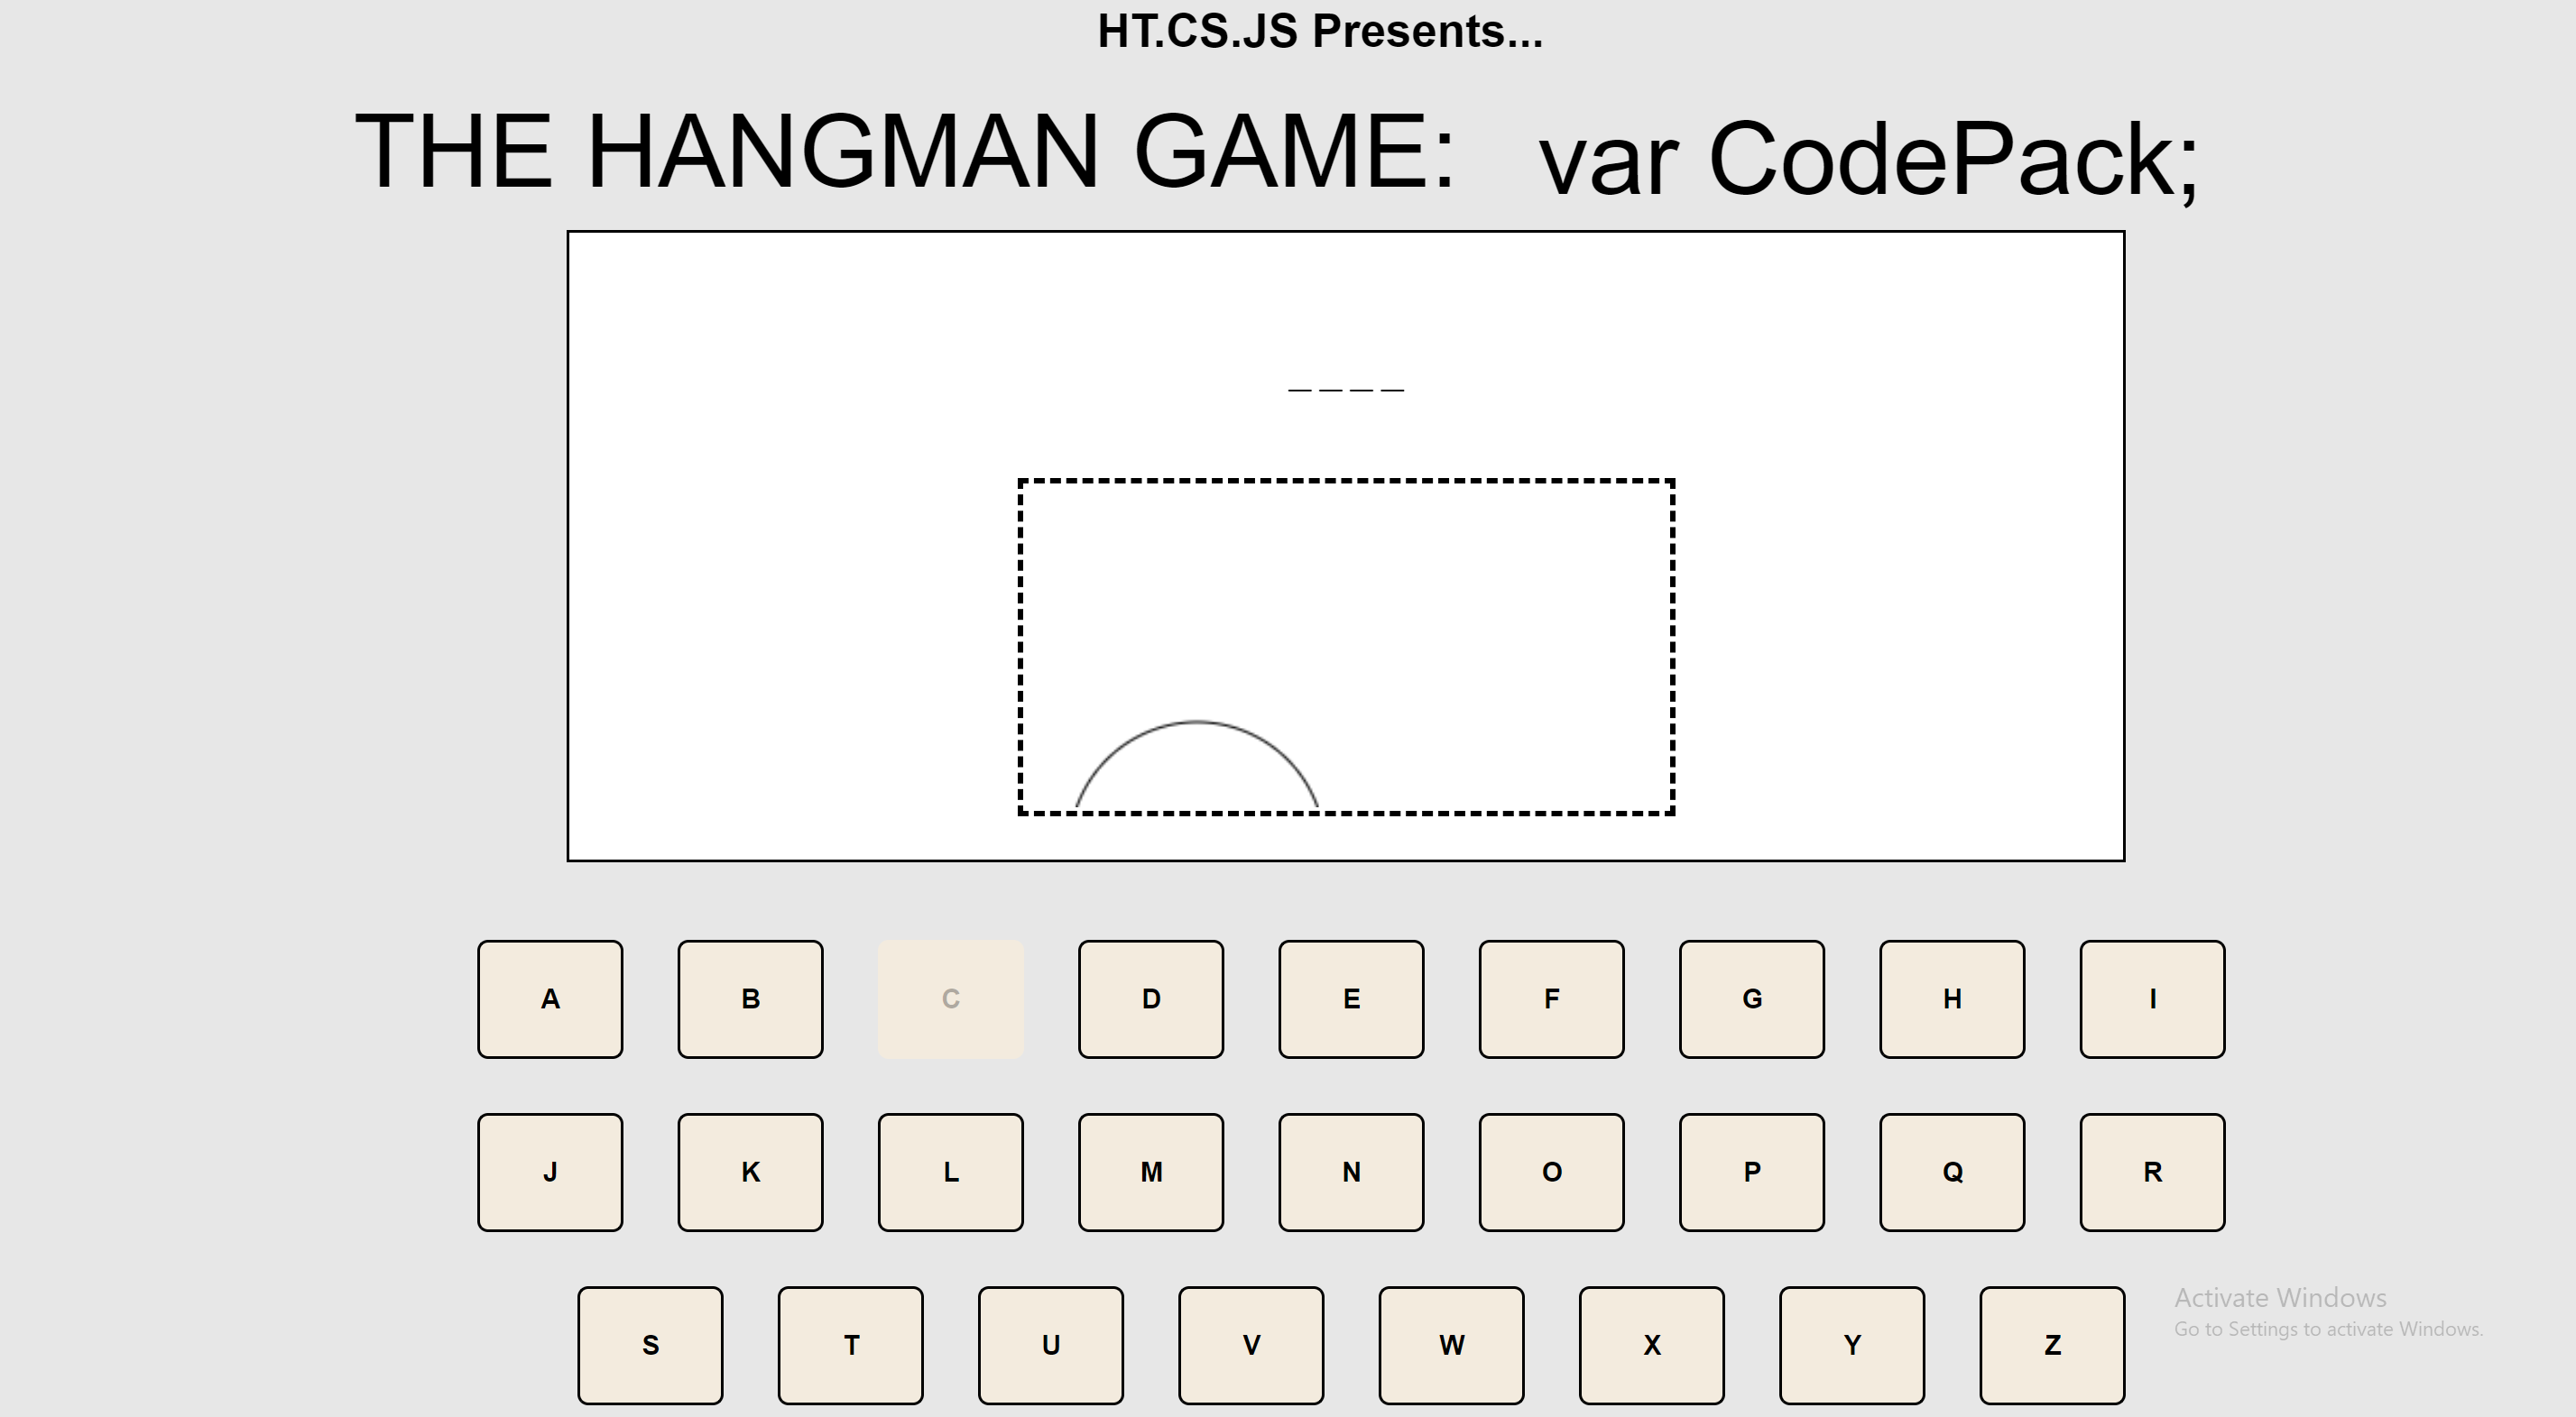 HT.CS.JS Presents...
THE HANGMAN GAME: var CodePack;
_ _ _ _
A B C D E F G H I
J K L M N O P Q R
S T U V W X Y Z
Activate Windows
Go to Settings to activate Windows.